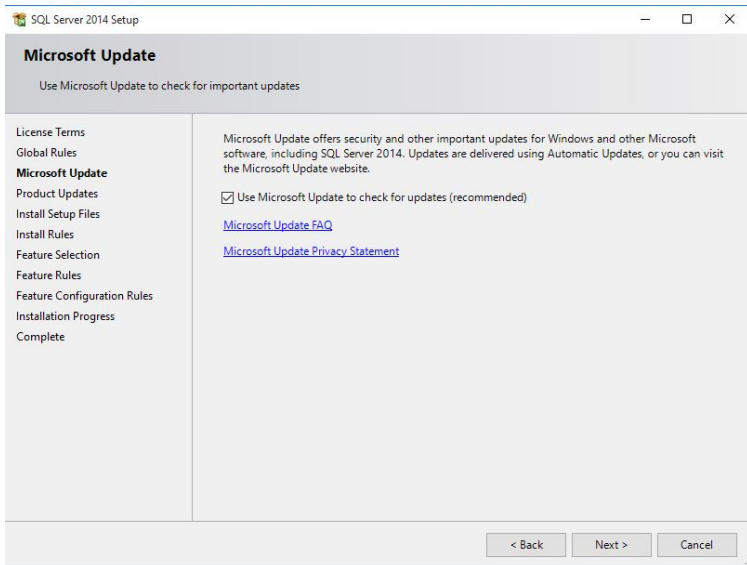 SQL Server 2014 Setup
Microsoft Update
Use Microsoft Update to check for important updates
License Terms
Global Rules
Microsoft Update
Product Updates
Install Setup Files
Install Rules
Feature Selection
Feature Rules
Feature Configuration Rules
Installation Progress
Complete
Microsoft Update offers security and other important updates for Windows and other Microsoft
software, including SQL Server 2014. Updates are delivered using Automatic Updates, or you can visit
the Microsoft Update website.
Use Microsoft Update to check for updates (recommended)
Microsoft Update FAQ
Microsoft Update Privacy Statement
< Back Next > Cancel